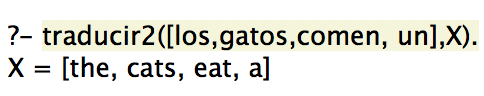 ?- traducir2([los,gatos,comen, un],X).
X = [the, cats, eat, a]